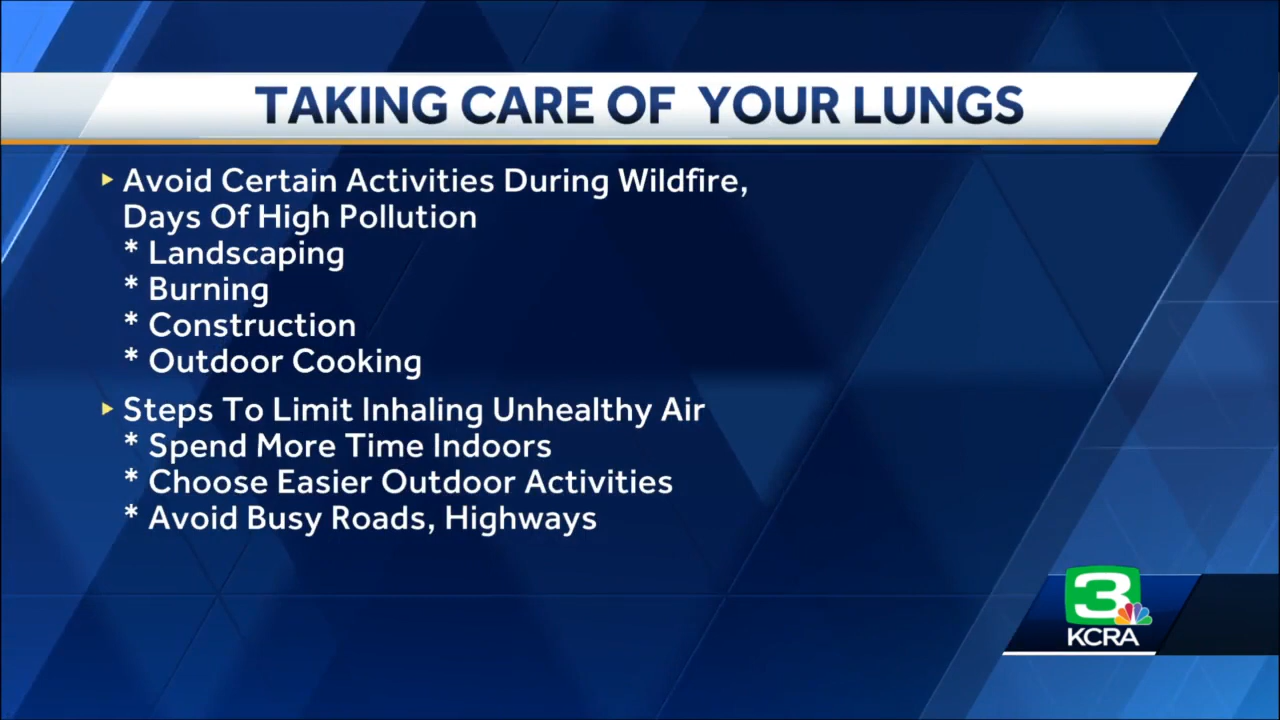 TAKING CARE OF YOUR LUNGS
▸ Avoid Certain Activities During Wildfire,
Days Of High Pollution
* Landscaping
* Burning
* Construction
* Outdoor Cooking
▸ Steps To Limit Inhaling Unhealthy Air
* Spend More Time Indoors
* Choose Easier Outdoor Activities
* Avoid Busy Roads, Highways
3
KCRA